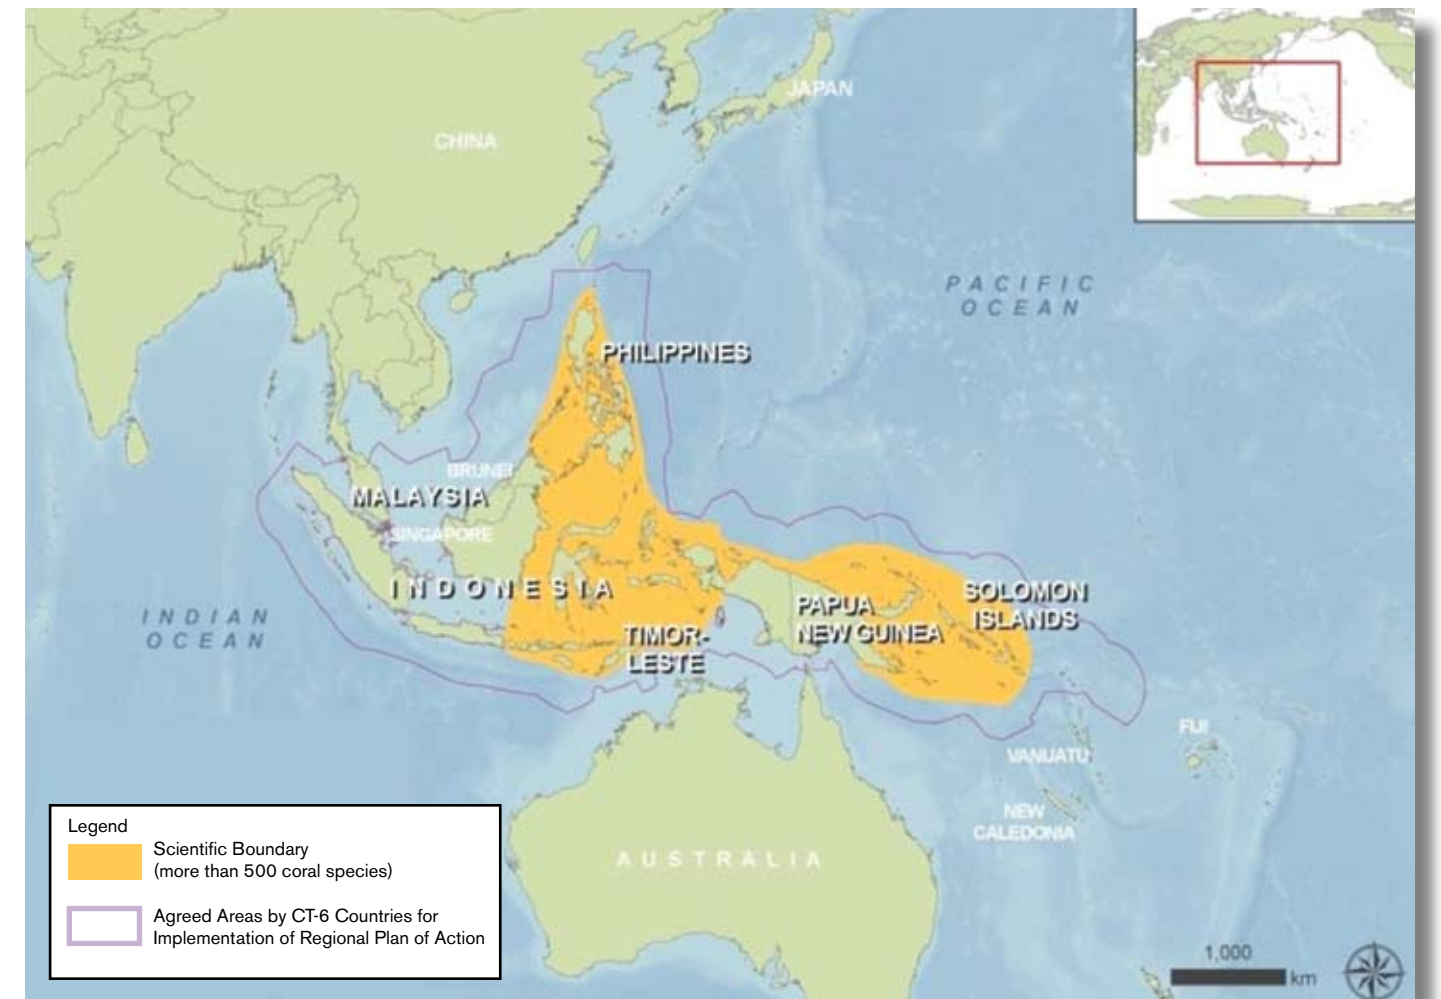 JAPAN
CHINA
PACIFIC
OCEAN
PHILIPPINES
BRUNEI
MALAYSIA
SINGAPORE
INDONESIA
INDIAN
OCEAN
SOLOMON
ISLANDS
PAPUA
NEW GUINEA
TIMOR-
LESTE
FIJI
VANUATU
NEW
CALEDONIA
AUSTRALIA
Legend
Scientific Boundary
(more than 500 coral species)
Agreed Areas by CT-6 Countries for
Implementation of Regional Plan of Action
1,000
km